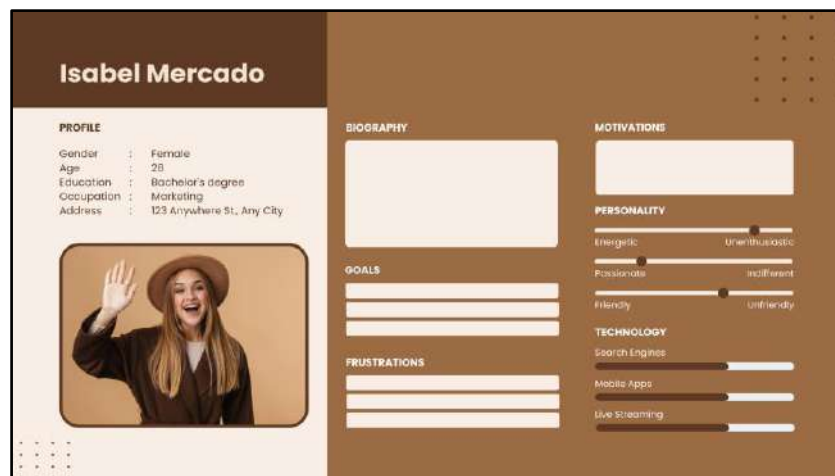 Isabel Mercado
PROFILE
Gender : Female
Age : 28
Education : Bachelor's degree
Occupation : Marketing
Address : 123 Anywhere St., Any City
BIOGRAPHY
GOALS
FRUSTRATIONS
MOTIVATIONS
PERSONALITY
Energetic Unenthusiastic
Passionate Indifferent
Friendly Unfriendly
TECHNOLOGY
Search Engines
Mobile Apps
Live Streaming